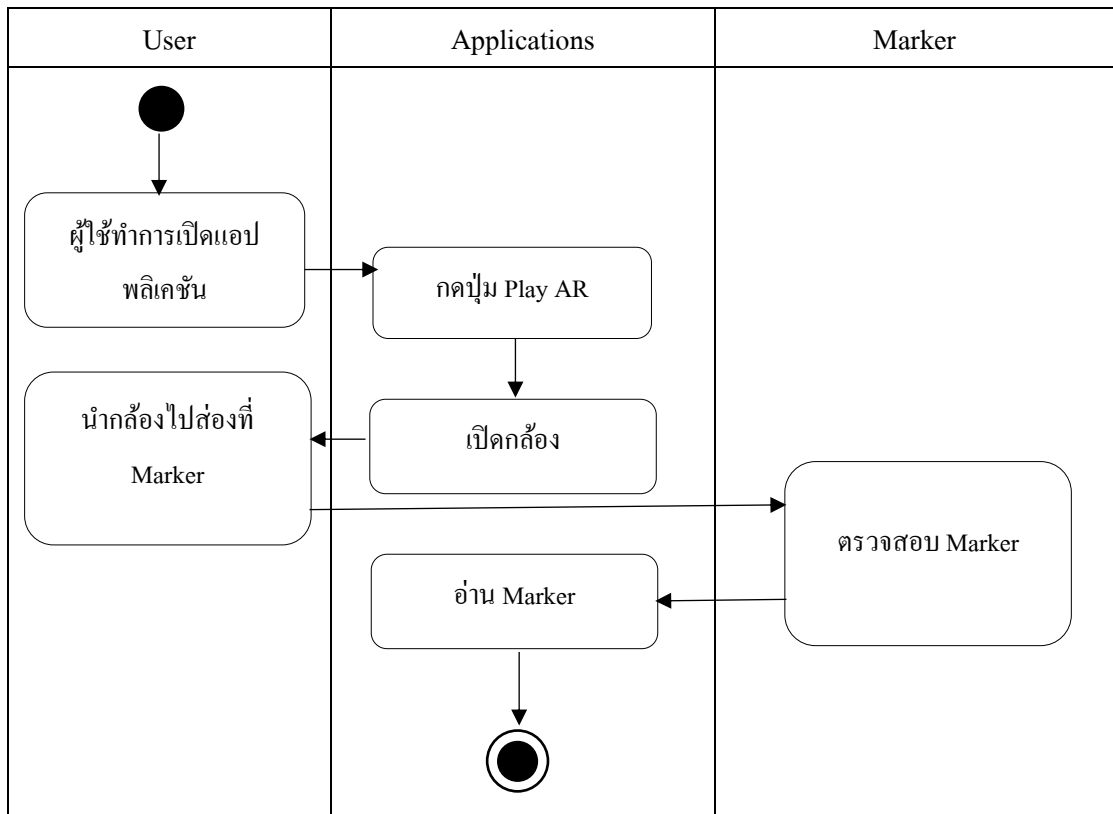 User
Applications
Marker
ผู้ใช้ทำการเปิดแอป
พลิเคชัน
กดปุ่ม Play AR
เปิดกล้อง
นำกล้องไปส่องที่
Marker
ตรวจสอบ Marker
อ่าน Marker